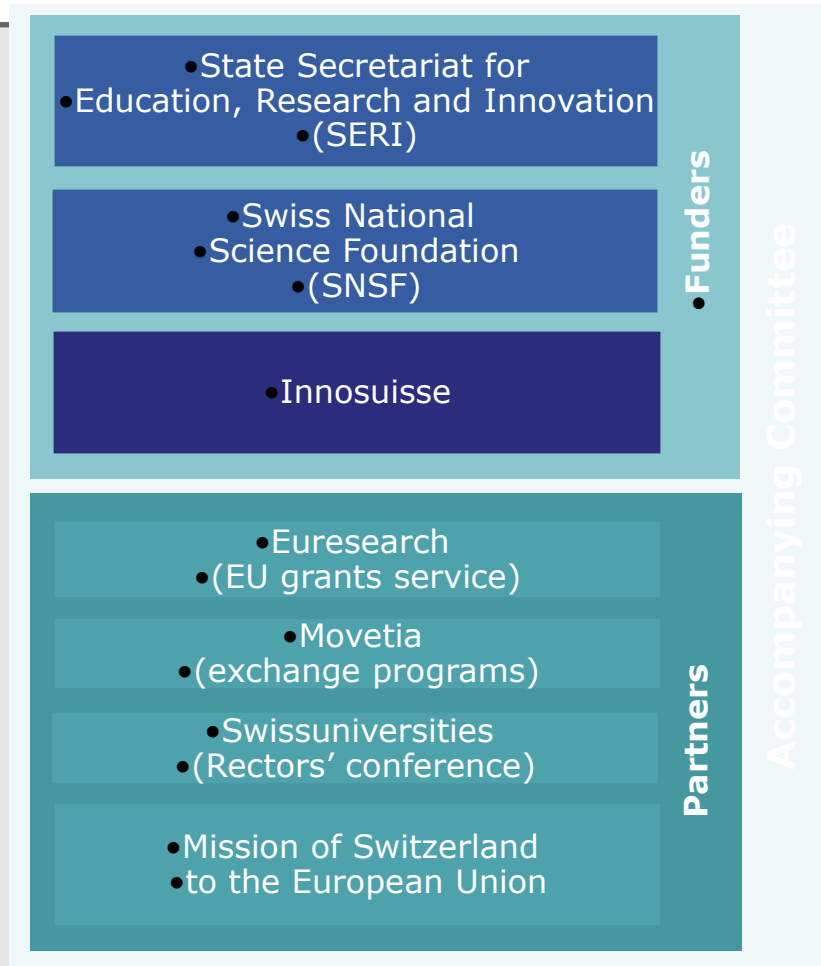 •State Secretariat for
•Education, Research and Innovation
•(SERI)
•Swiss National
•Science Foundation
•(SNSF)
•Innosuisse
•Funders
•Euresearch
•(EU grants service)
•Movetia
•(exchange programs)
•Swissuniversities
•(Rectors’ conference)
•Mission of Switzerland
•to the European Union
Partners
Accompanying Committee